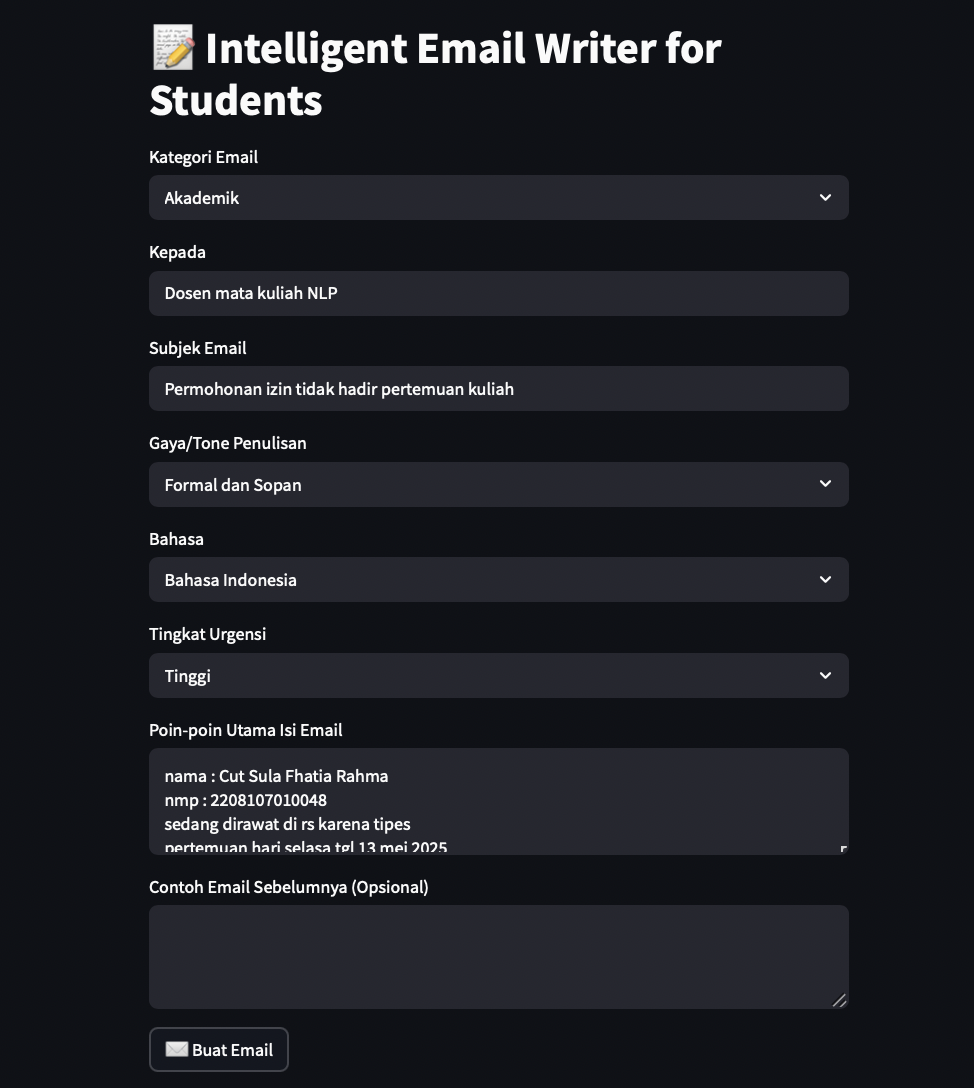 Intelligent Email Writer for
Students
Kategori Email
Akademik
Kepada
Dosen mata kuliah NLP
Subjek Email
Permohonan izin tidak hadir pertemuan kuliah
Gaya/Tone Penulisan
Formal dan Sopan
Bahasa
Bahasa Indonesia
Tingkat Urgensi
Tinggi
Poin-poin Utama Isi Email
nama : Cut Sula Fhatia Rahma
nmp : 2208107010048
sedang dirawat di rs karena tipes
pertemuan hari selasa tgl 13 mei 2025
Contoh Email Sebelumnya (Opsional)
Buat Email